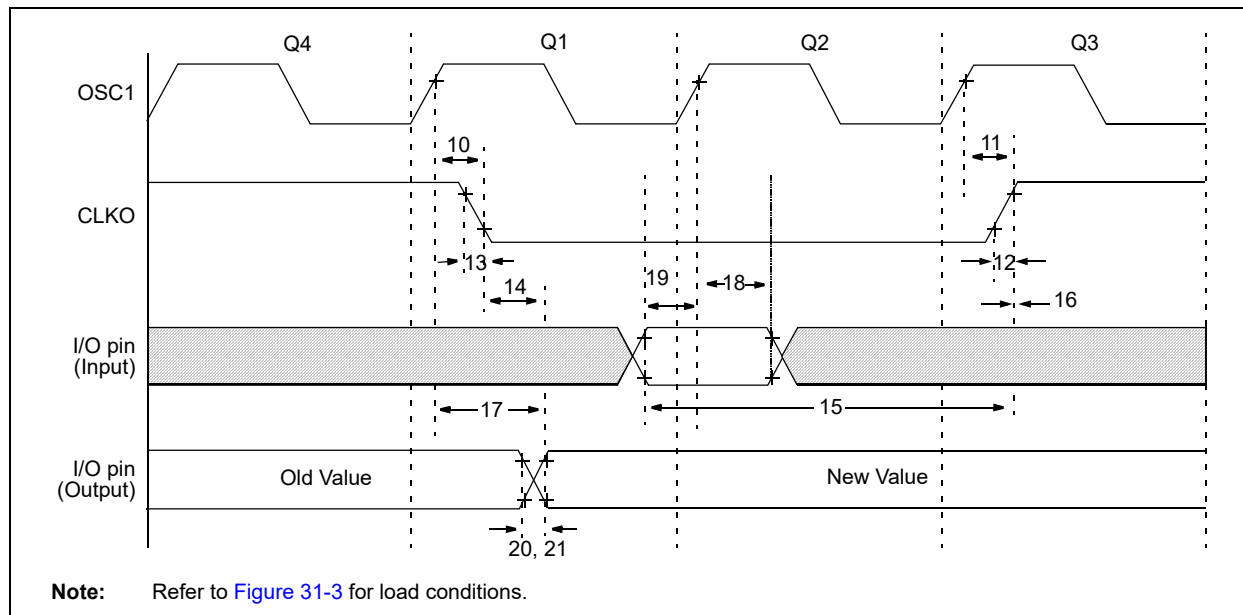 Q4 Q1 Q2 Q3
OSC1
10 11
CLKO
13 12
14 19 18 16
I/O pin
(Input)
17 15
I/O pin
(Output)
Old Value New Value
20, 21
Note: Refer to Figure 31-3 for load conditions.